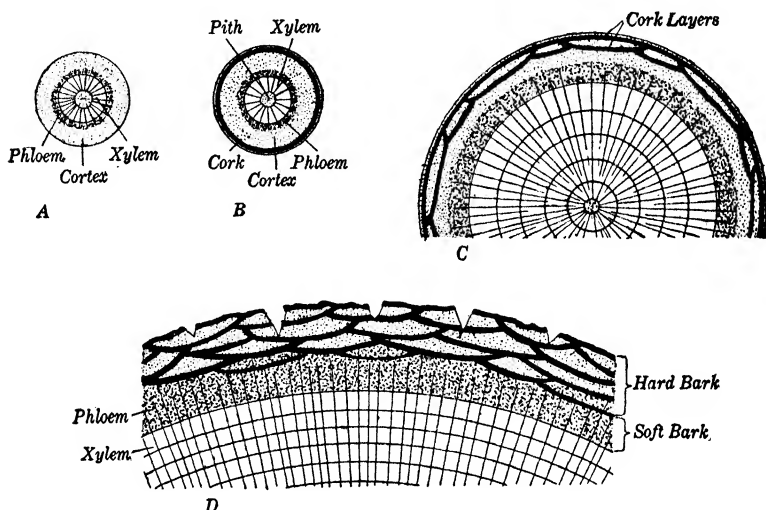 Phloem
Xylem
Cortex
A
Pith
Xylem
Cork
Phloem
Cortex
B
Cork Layers
C
Phloem
Xylem
Hard Bark
Soft Bark
D